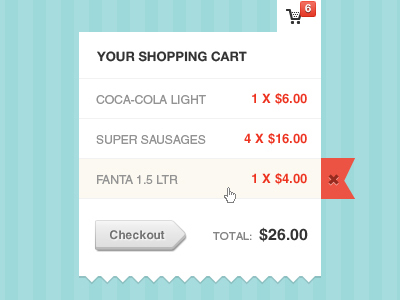 6
YOUR SHOPPING CART
COCA-COLA LIGHT 1 X $6.00
SUPER SAUSAGES 4 X $16.00
FANTA 1.5 LTR 1 X $4.00
Checkout TOTAL: $26.00